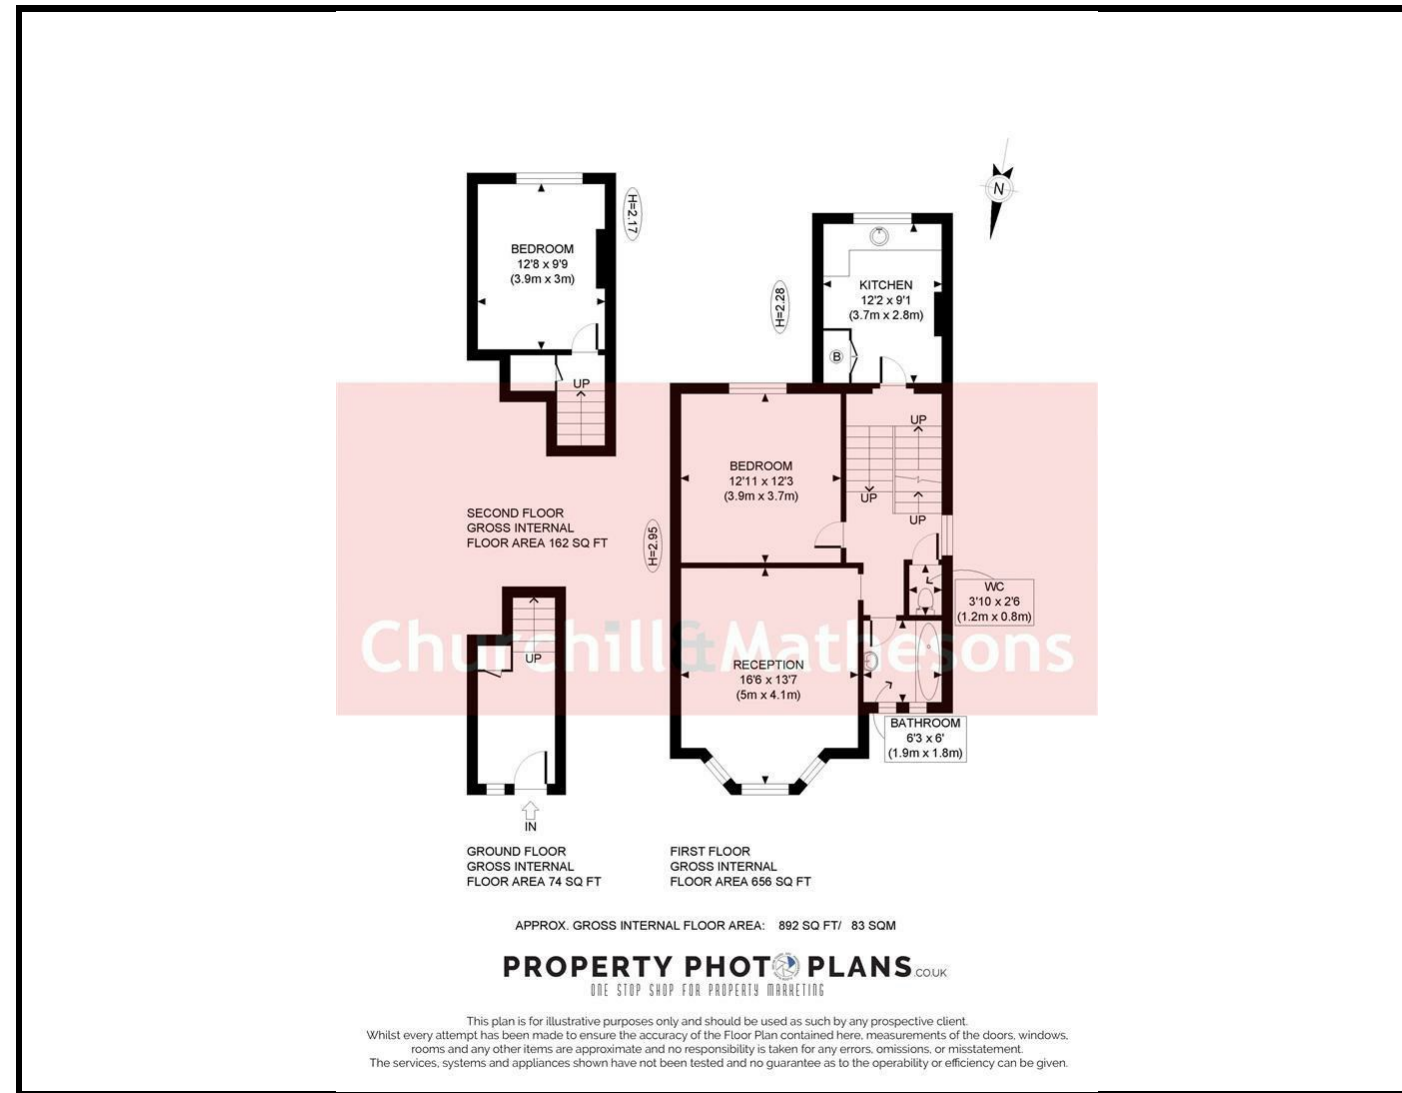 N
BEDROOM
12'8 x 9'9
(3.9m x 3m)
H=2.17
UP
KITCHEN
12'2 x 9'1
(3.7m x 2.8m)
H=2.28
B
UP
BEDROOM
12'11 x 12'3
(3.9m x 3.7m)
UP
UP
SECOND FLOOR
GROSS INTERNAL
FLOOR AREA 162 SQ FT
H=2.95
WC
3'10 x 2'6
(1.2m x 0.8m)
Churchill&Mathesons
UP
RECEPTION
16'6 x 13'7
(5m x 4.1m)
BATHROOM
6'3 x 6'
(1.9m x 1.8m)
IN
GROUND FLOOR
GROSS INTERNAL
FLOOR AREA 74 SQ FT
FIRST FLOOR
GROSS INTERNAL
FLOOR AREA 656 SQ FT
APPROX. GROSS INTERNAL FLOOR AREA: 892 SQ FT/ 83 SQM
PROPERTY PHOTO PLANS.CO.UK
ONE STOP SHOP FOR PROPERTY MARKETING
This plan is for illustrative purposes only and should be used as such by any prospective client.
Whilst every attempt has been made to ensure the accuracy of the Floor Plan contained here, measurements of the doors, windows,
rooms and any other items are approximate and no responsibility is taken for any errors, omissions, or misstatement.
The services, systems and appliances shown have not been tested and no guarantee as to the operability or efficiency can be given.